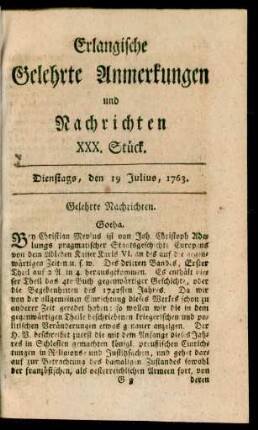 Erlangische
Gelehrte Anmerkungen
und
Nachrichten
XXX. Stück.
Dienstags, den 19 Julius, 1763.
Gelehrte Nachrichten.
Gotha.
Bey Christian Mevius ist von Joh. Christoph Ade
lungs pragmatischer Staatsgeschichte Europens
von dem Ableben Kaiser Karls VI. an bis auf die gegen
wärtigen Zeiten u. s. w. Des dritten Bandes, Erster
Theil auf 2 A. in 4. herausgekommen. Es enthält die
ser Theil das 4te Buch gegenwärtiger Geschichte, oder
die Begebenheiten des 1742sten Jahres. Da wir
von der allgemeinen Einrichtung dieses Werkes schon zu
anderer Zeit geredet haben: so wollen wir die in dem
gegenwärtigen Theile beschriebenen kriegerischen und po
litischen Veränderungen etwas genauer anzeigen. Der
H. V. beschreibet zuerst die mit dem Anfange dieses Jah
res in Schlesien gemachten königl. preußischen Einrich
tungen in Religions- und Justitzsachen, und gehet dars
auf zur Betrachtung des damaligen Zustandes sowohl
der französischen, als oesterreichischen Armeen fort, von
G g
deren